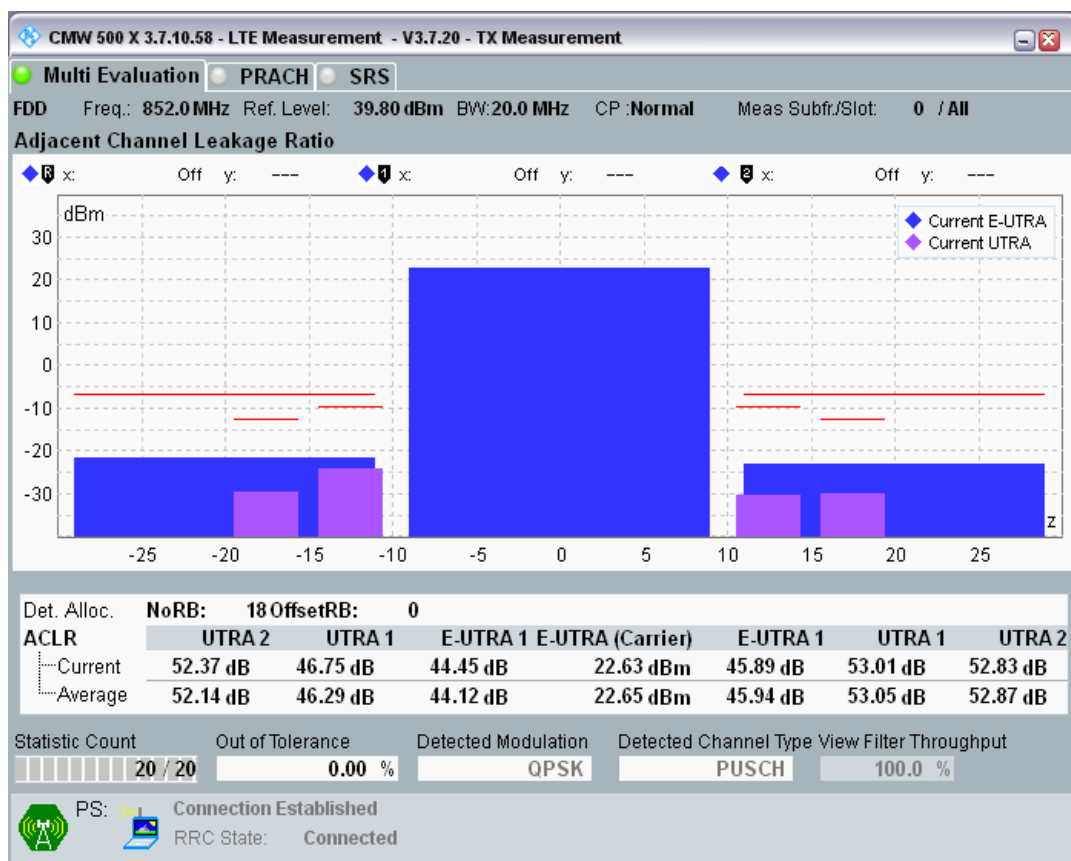 CMW 500 X 3.7.10.58 - LTE Measurement - V3.7.20 - TX Measurement
Multi Evaluation PRACH SRS
FDD Freq.: 852.0 MHz Ref. Level: 39.80 dBm BW:20.0 MHz CP :Normal Meas Subfr./Slot: 0 / All
Adjacent Channel Leakage Ratio
R x: Off y: --- 1 x: Off y: --- 2 x: Off y: ---
dBm
Current E-UTRA
Current UTRA
30
20
10
0
-10
-20
-30
z
-25 -20 -15 -10 -5 0 5 10 15 20 25
Det. Alloc. NoRB: 18 OffsetRB: 0
ACLR UTRA 2 UTRA 1 E-UTRA 1 E-UTRA (Carrier) E-UTRA 1 UTRA 1 UTRA 2
Current 52.37 dB 46.75 dB 44.45 dB 22.63 dBm 45.89 dB 53.01 dB 52.83 dB
Average 52.14 dB 46.29 dB 44.12 dB 22.65 dBm 45.94 dB 53.05 dB 52.87 dB
Statistic Count Out of Tolerance Detected Modulation Detected Channel Type View Filter Throughput
20 / 20 0.00 % QPSK PUSCH 100.0 %
PS: Connection Established
RRC State: Connected